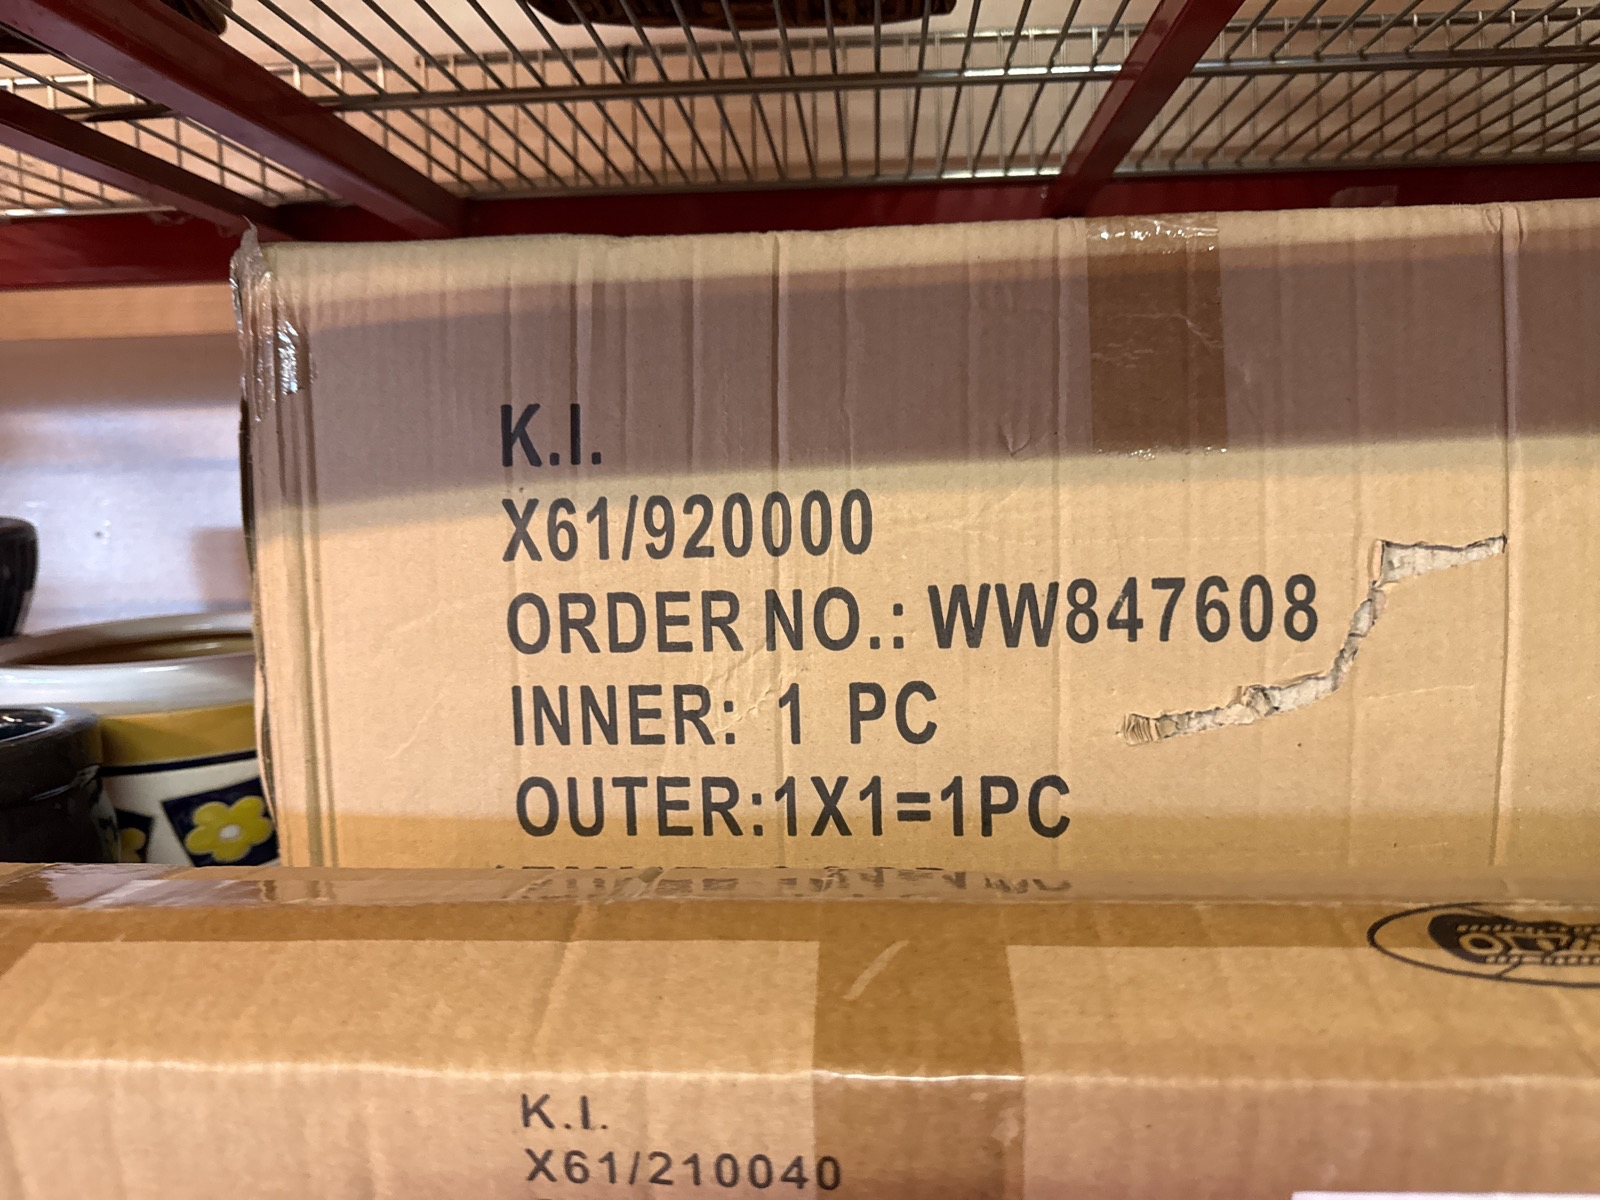 K.I.
X61/920000
ORDER NO.: WW847608
INNER: 1 PC
OUTER:1X1=1PC
K.I.
X61/210040